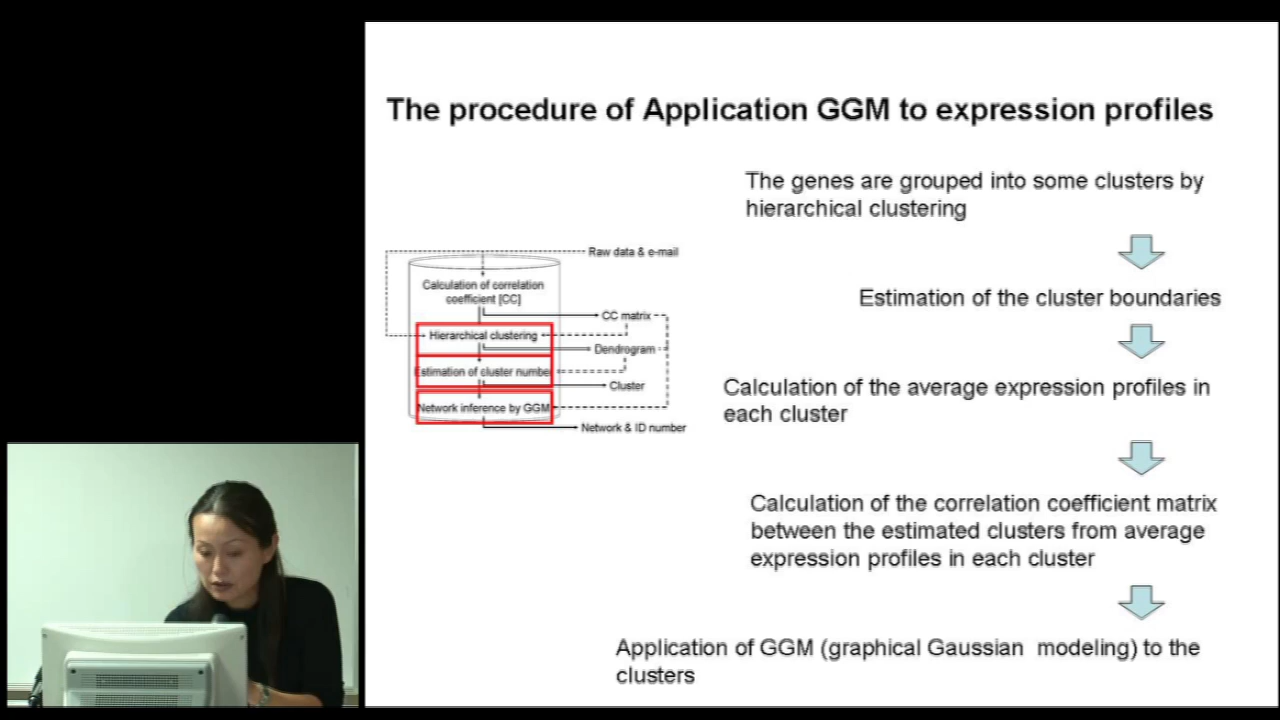 The procedure of Application GGM to expression profiles
The genes are grouped into some clusters by
hierarchical clustering
Raw data & e-mail
Calculation of correlation
coefficient [CC]
CC matrix
Hierarchical clustering
Dendrogram
Estimation of cluster number
Cluster
Network inference by GGM
Network & ID number
Estimation of the cluster boundaries
Calculation of the average expression profiles in
each cluster
Calculation of the correlation coefficient matrix
between the estimated clusters from average
expression profiles in each cluster
Application of GGM (graphical Gaussian modeling) to the
clusters